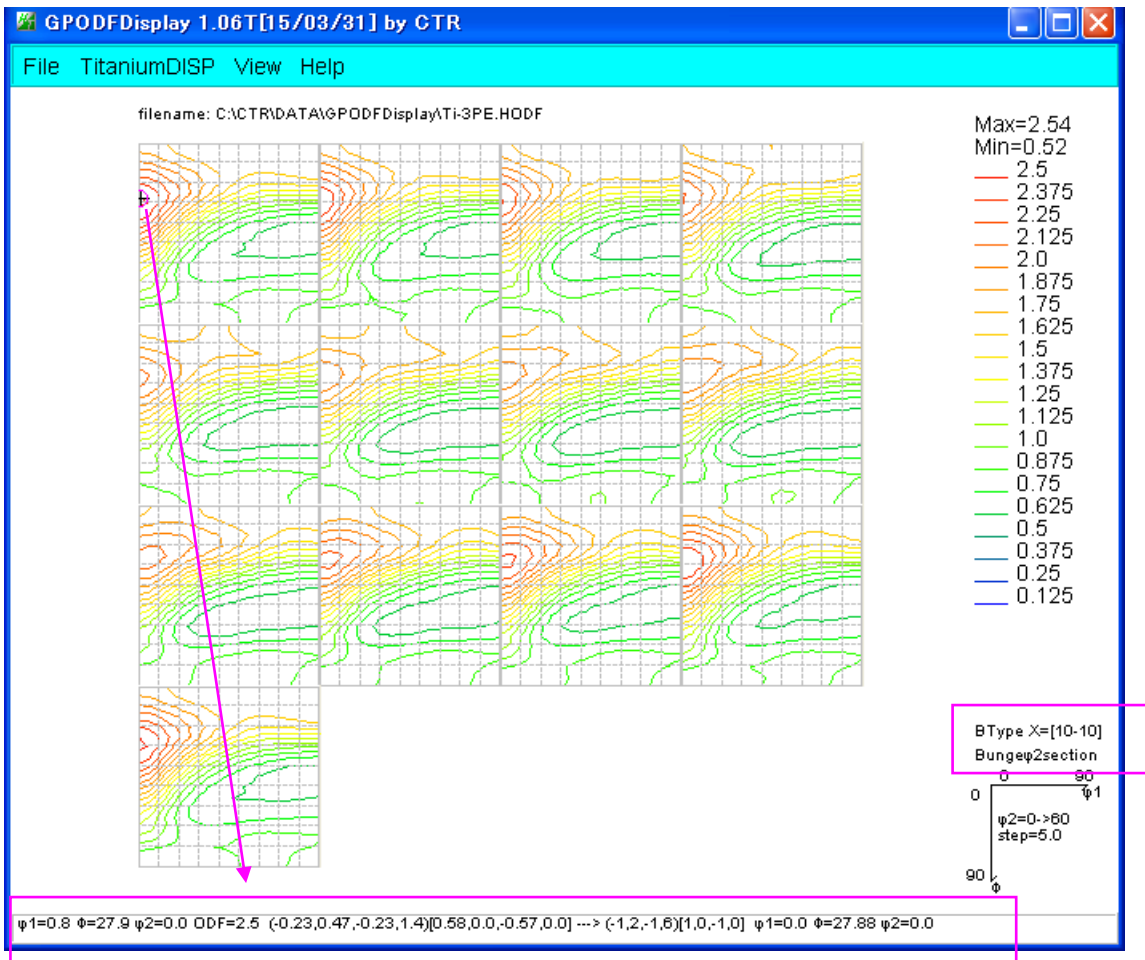 GPODFDisplay 1.06T[15/03/31] by CTR
File TitaniumDISP View Help
filename: C:\CTR\DATA\GPODFDisplay\Ti-3PE.HODF
Max=2.54
Min=0.52
2.5
2.375
2.25
2.125
2.0
1.875
1.75
1.625
1.5
1.375
1.25
1.125
1.0
0.875
0.75
0.625
0.5
0.375
0.25
0.125
BType X=[10-10]
Bungeφ2section
0 90
0 φ1
φ2=0->60
step=5.0
90
Φ
φ1=0.8 Φ=27.9 φ2=0.0 ODF=2.5 (-0.23,0.47,-0.23,1.4)[0.58,0.0,-0.57,0.0] ---> (-1,2,-1,6)[1,0,-1,0] φ1=0.0 Φ=27.88 φ2=0.0